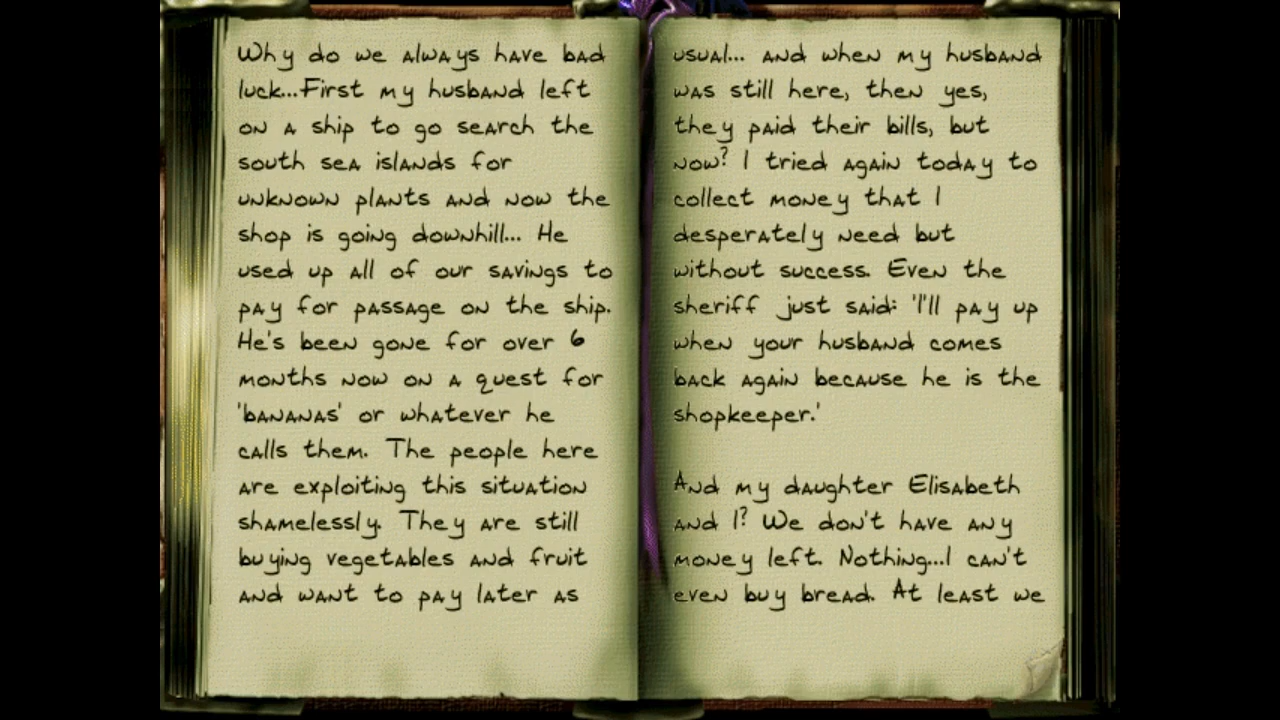 Why do we always have bad
luck...First my husband left
on a ship to go search the
south sea islands for
unknown plants and now the
shop is going downhill... He
used up all of our savings to
pay for passage on the ship.
He's been gone for over 6
months now on a quest for
'bananas' or whatever he
calls them. The people here
are exploiting this situation
shamelessly. They are still
buying vegetables and fruit
and want to pay later as
usual... and when my husband
was still here, then yes,
they paid their bills, but
now? I tried again today to
collect money that I
desperately need but
without success. Even the
sheriff just said: 'I'll pay up
when your husband comes
back again because he is the
shopkeeper.'
And my daughter Elisabeth
and I? We don't have any
money left. Nothing...I can't
even buy bread. At least we